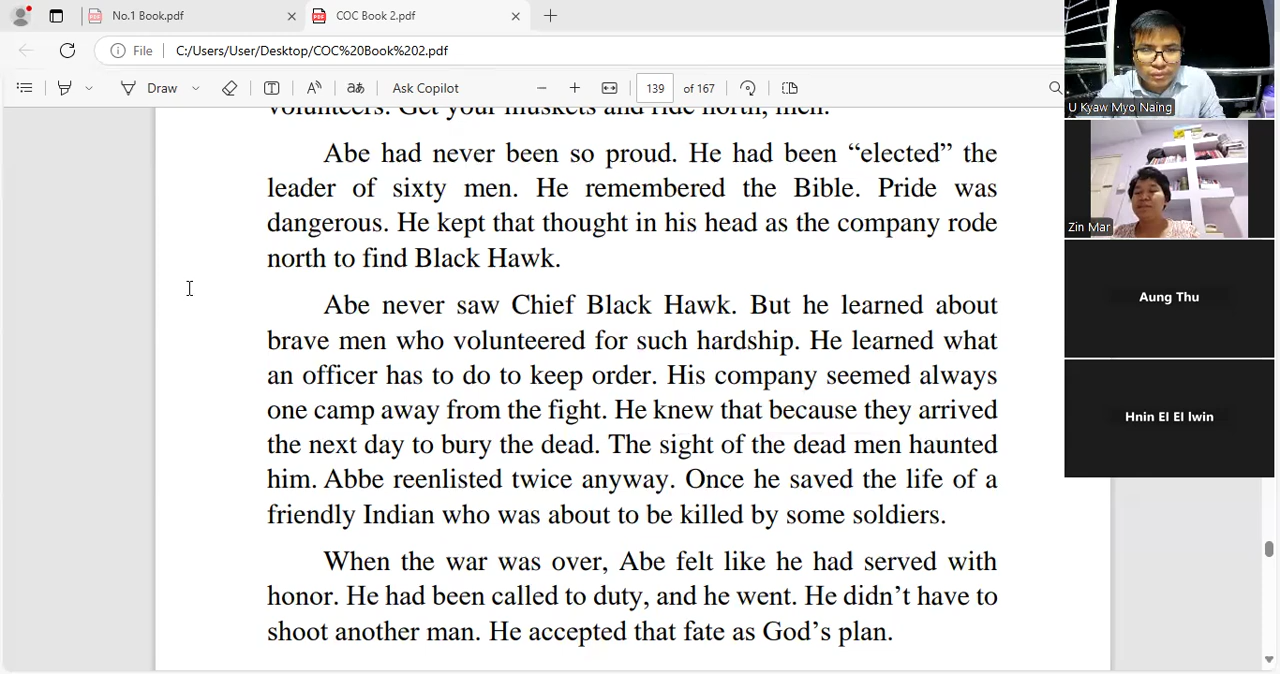 No.1 Book.pdf
COC Book 2.pdf
File
C:/Users/User/Desktop/COC%20Book%202.pdf
Draw
Ask Copilot
139 of 167
volunteers. Get your muskets and ride north, men.
Abe had never been so proud. He had been “elected” the
leader of sixty men. He remembered the Bible. Pride was
dangerous. He kept that thought in his head as the company rode
north to find Black Hawk.
Abe never saw Chief Black Hawk. But he learned about
brave men who volunteered for such hardship. He learned what
an officer has to do to keep order. His company seemed always
one camp away from the fight. He knew that because they arrived
the next day to bury the dead. The sight of the dead men haunted
him. Abbe reenlisted twice anyway. Once he saved the life of a
friendly Indian who was about to be killed by some soldiers.
When the war was over, Abe felt like he had served with
honor. He had been called to duty, and he went. He didn’t have to
shoot another man. He accepted that fate as God’s plan.
U Kyaw Myo Naing
Zin Mar
Aung Thu
Hnin EI EI lwin